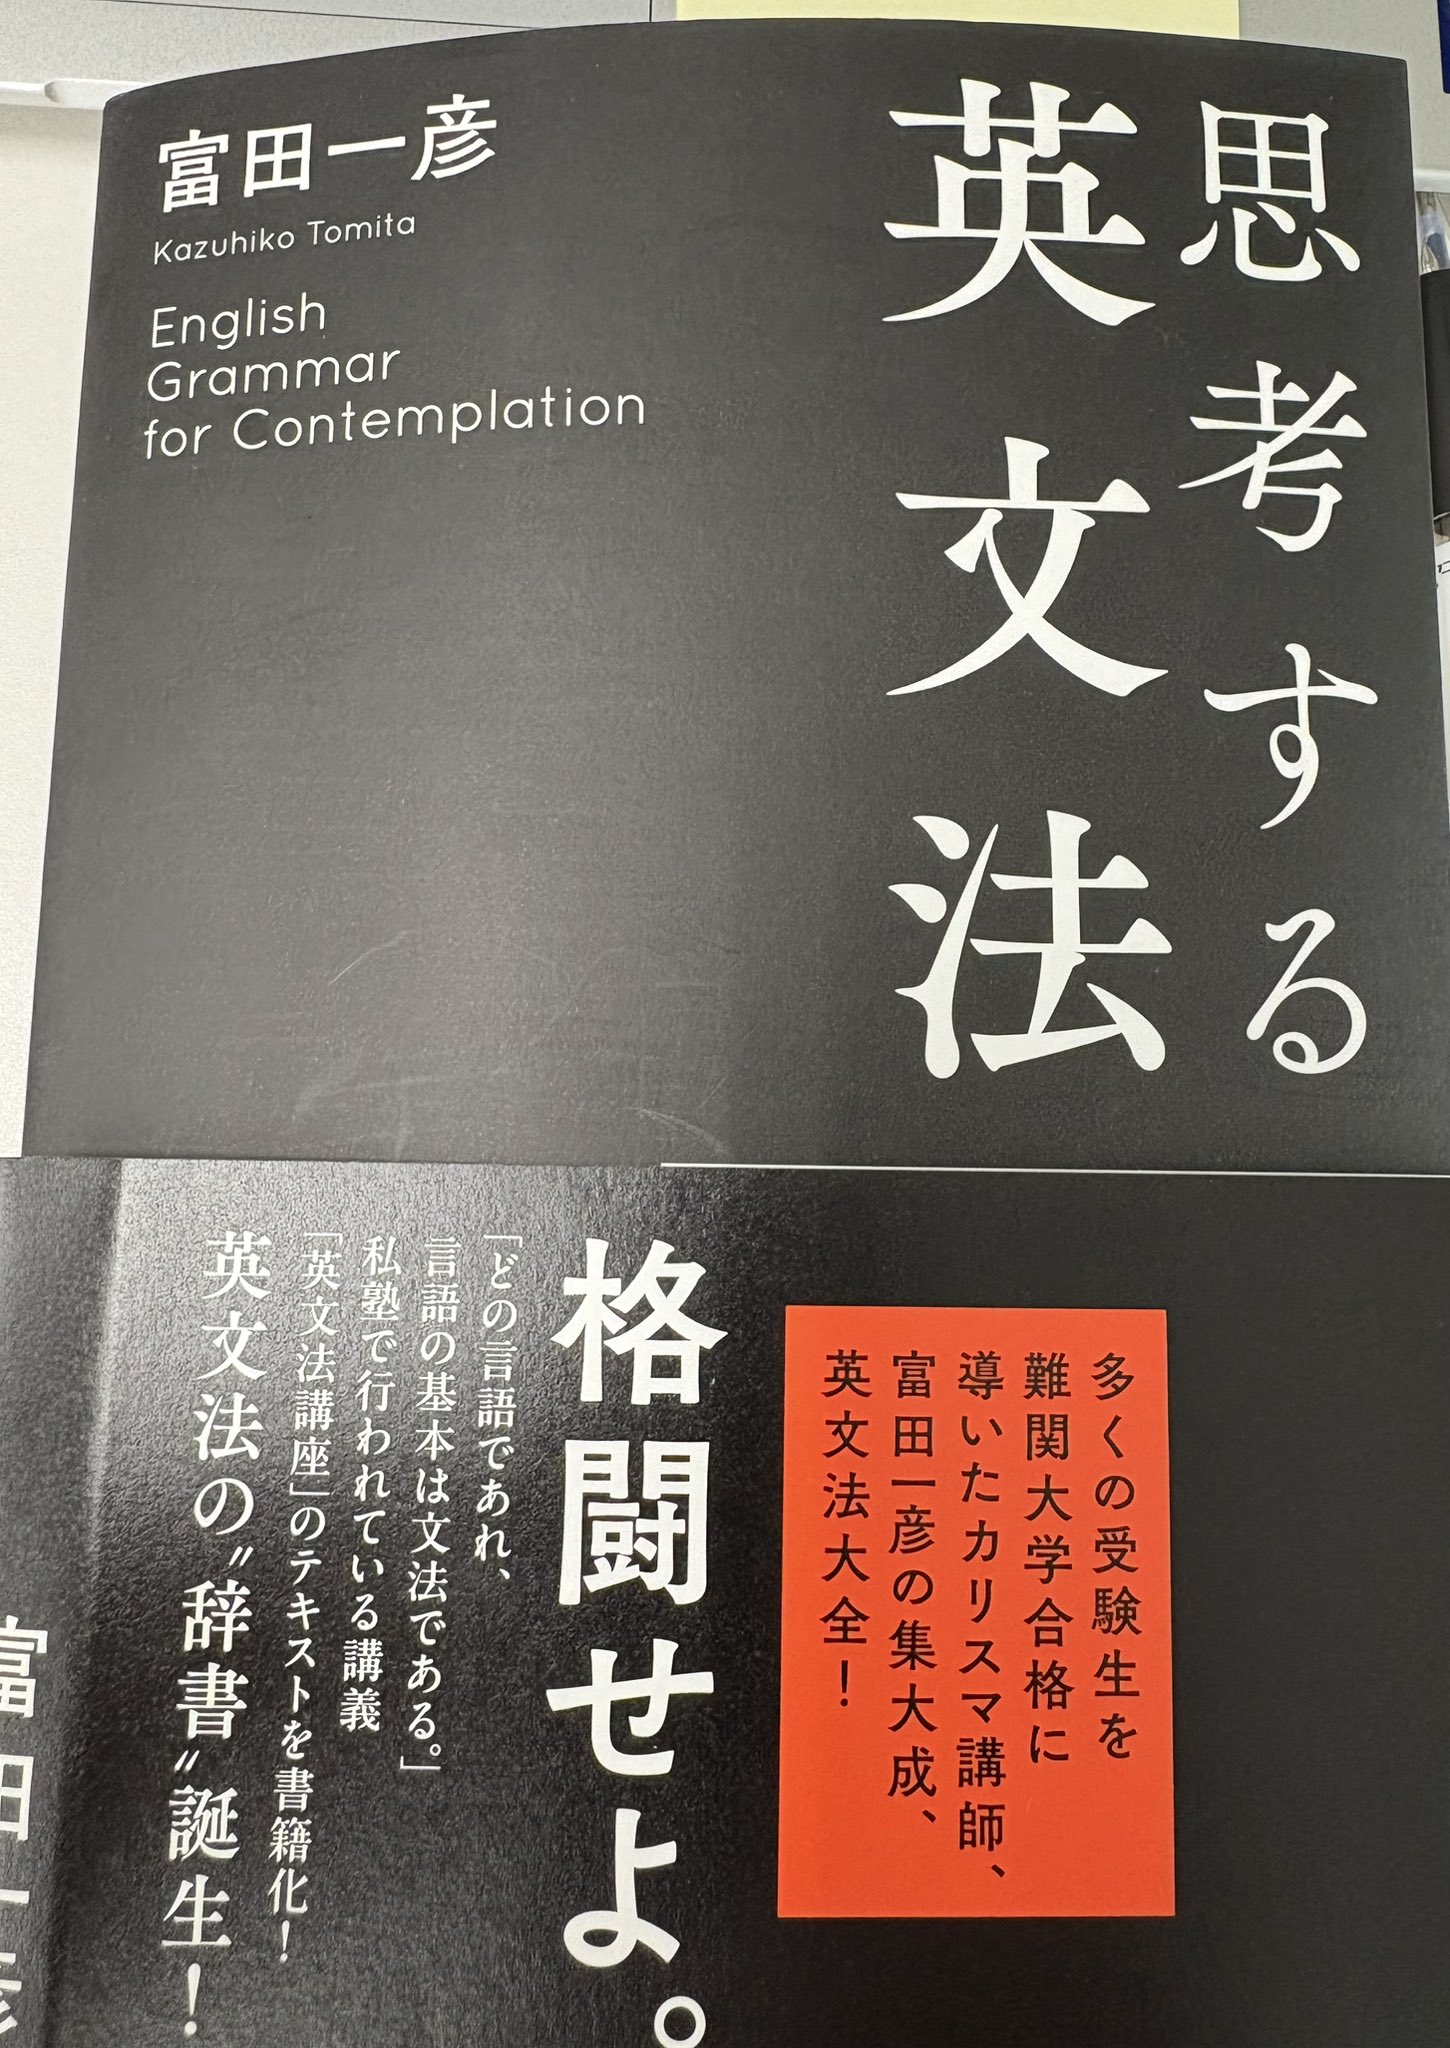 思考する
英文法
富田一彦
Kazuhiko Tomita
English
Grammar
for Contemplation
多くの受験生を
難関大学合格に
導いたカリスマ講師、
富田一彦の集大成、
英文法大全!
格闘せよ。
「どの言語であれ、
言語の基本は文法である。」
私塾で行われている講義
「英文法講座」のテキストを書籍化!
英文法の〝辞書〟誕生!
富田一彦